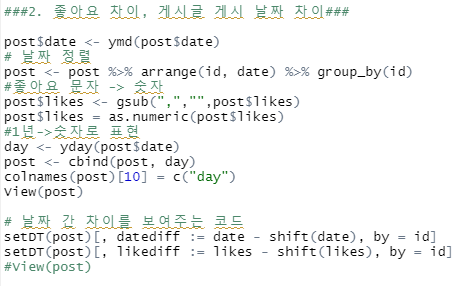 ###2. 좋아요 차이, 게시글 게시 날짜 차이###
post$date <- ymd(post$date)
# 날짜 정렬
post <- post %>% arrange(id, date) %>% group_by(id)
#좋아요 문자 -> 숫자
post$likes <- gsub(",","",post$likes)
post$likes = as.numeric(post$likes)
#1년->숫자로 표현
day <- yday(post$date)
post <- cbind(post, day)
colnames(post)[10] = c("day")
View(post)
# 날짜 간 차이를 보여주는 코드
setDT(post)[, datediff := date - shift(date), by = id]
setDT(post)[, likediff := likes - shift(likes), by = id]
#View(post)